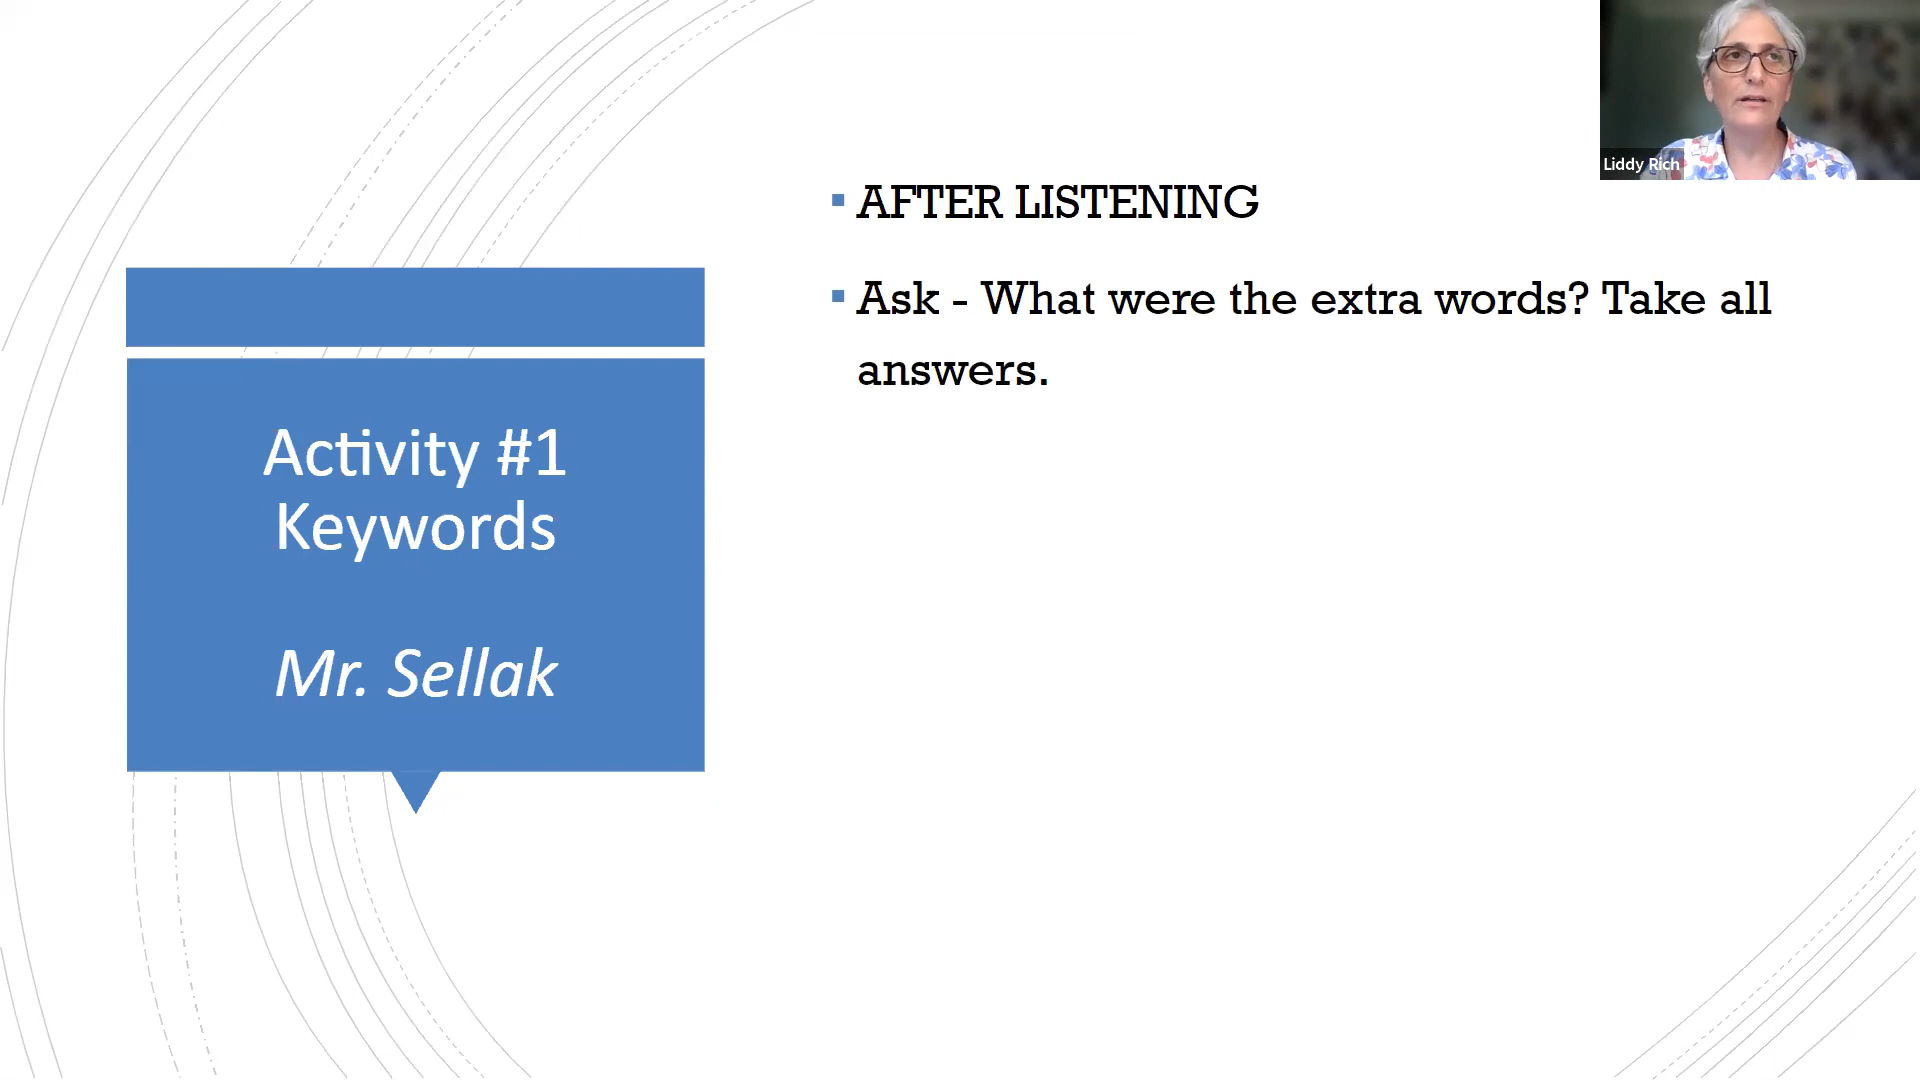 Liddy Rich
AFTER LISTENING
Ask - What were the extra words? Take all
answers.
Activity #1
Keywords
Mr. Sellak